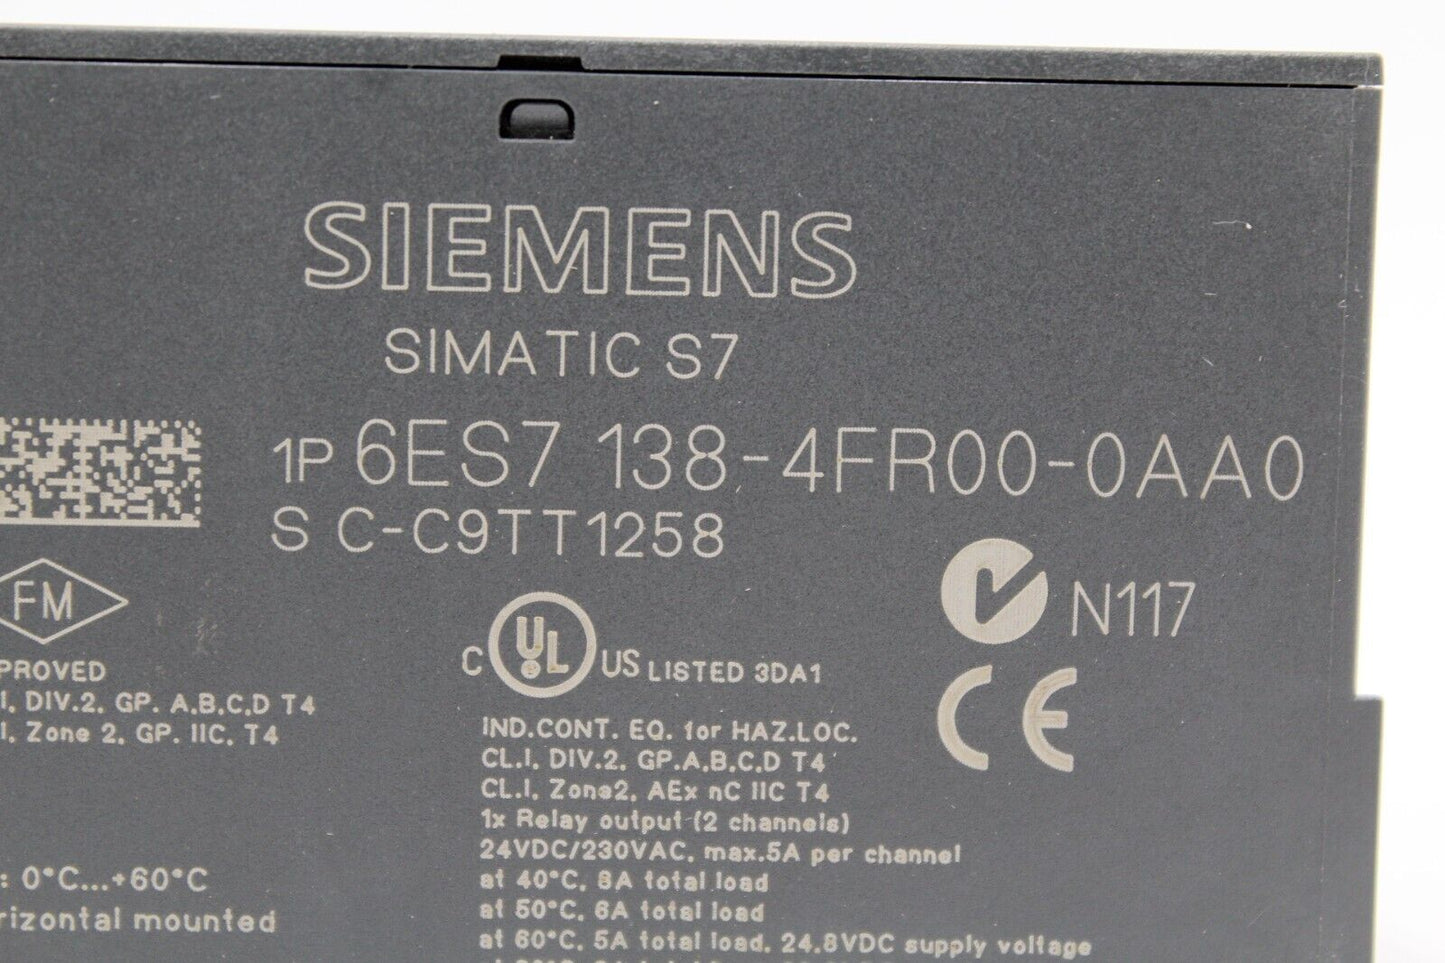 SIEMENS
SIMATIC S7
1P 6ES7 138-4FR00-0AA0
S C-C9TT1258
FM
N117
C UL US LISTED 3DA1
CE
PROVED
I, DIV.2, GP. A,B,C,D T4
I, Zone 2, GP. IIC, T4
IND.CONT. EQ. for HAZ.LOC.
CL.I, DIV.2, GP.A,B,C,D T4
CL.I, Zone2, AEx nC IIC T4
1x Relay output (2 channels)
24VDC/230VAC, max.5A per channel
at 40°C, 8A total load
at 50°C, 6A total load
at 60°C, 5A total load, 24,8VDC supply voltage
: 0°C...+60°C
rizontal mounted